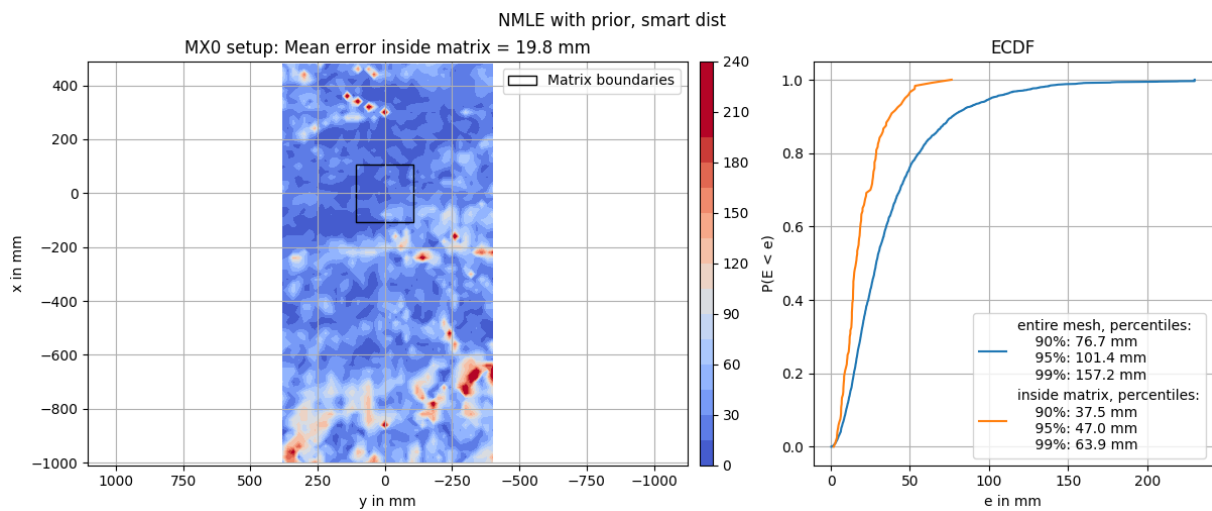 NMLE with prior, smart dist
MX0 setup: Mean error inside matrix = 19.8 mm
Matrix boundaries
400
200
0
−200
−400
−600
−800
−1000
x in mm
1000
750
500
250
0
−250
−500
−750
−1000
y in mm
240
210
180
150
120
90
60
30
0
ECDF
1.0
0.8
0.6
0.4
0.2
0.0
P(E < e)
0
50
100
150
200
e in mm
entire mesh, percentiles:
90%: 76.7 mm
95%: 101.4 mm
99%: 157.2 mm
inside matrix, percentiles:
90%: 37.5 mm
95%: 47.0 mm
99%: 63.9 mm